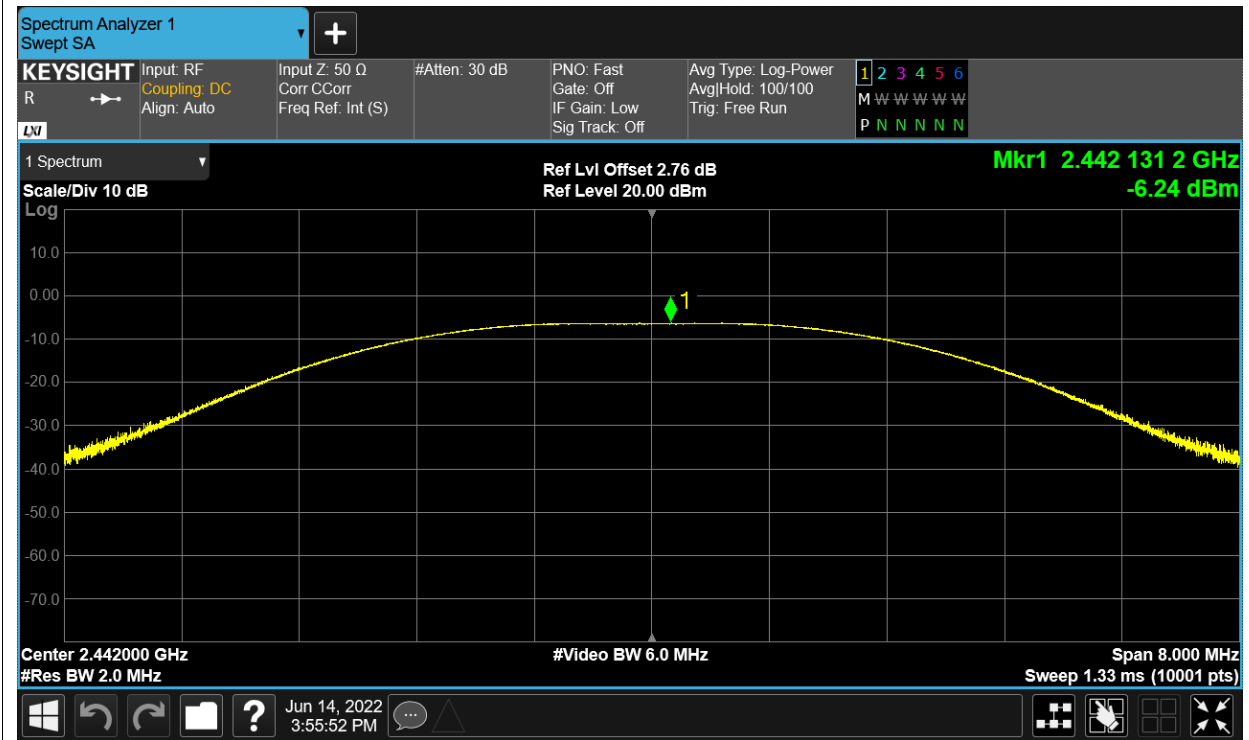 Spectrum Analyzer 1
Swept SA
KEYSIGHT
R
LXI
Input: RF
Coupling: DC
Align: Auto
Input Z: 50 Ω
Corr CCorr
Freq Ref: Int (S)
#Atten: 30 dB
PNO: Fast
Gate: Off
IF Gain: Low
Sig Track: Off
Avg Type: Log-Power
Avg|Hold: 100/100
Trig: Free Run
1 2 3 4 5 6
M W W W W W
P N N N N N
1 Spectrum
Scale/Div 10 dB
Log
Ref Lvl Offset 2.76 dB
Ref Level 20.00 dBm
Mkr1 2.442 131 2 GHz
-6.24 dBm
10.0
0.00
-10.0
-20.0
-30.0
-40.0
-50.0
-60.0
-70.0
1
Center 2.442000 GHz
#Res BW 2.0 MHz
#Video BW 6.0 MHz
Span 8.000 MHz
Sweep 1.33 ms (10001 pts)
?
Jun 14, 2022
3:55:52 PM